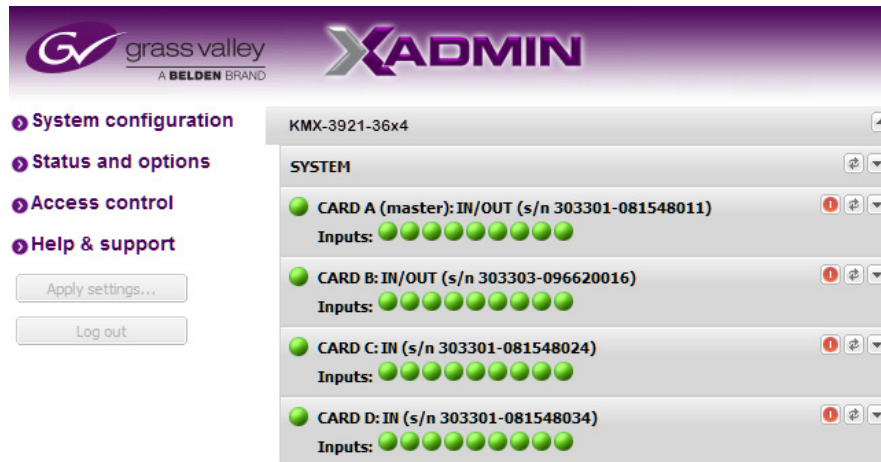 GV grass valley
A BELDEN BRAND
XADMIN
System configuration
Status and options
Access control
Help & support
Apply settings...
Log out
KMX-3921-36x4
SYSTEM
CARD A (master): IN/OUT (s/n 303301-081548011)
Inputs:
CARD B: IN/OUT (s/n 303303-096620016)
Inputs:
CARD C: IN (s/n 303301-081548024)
Inputs:
CARD D: IN (s/n 303301-081548034)
Inputs: